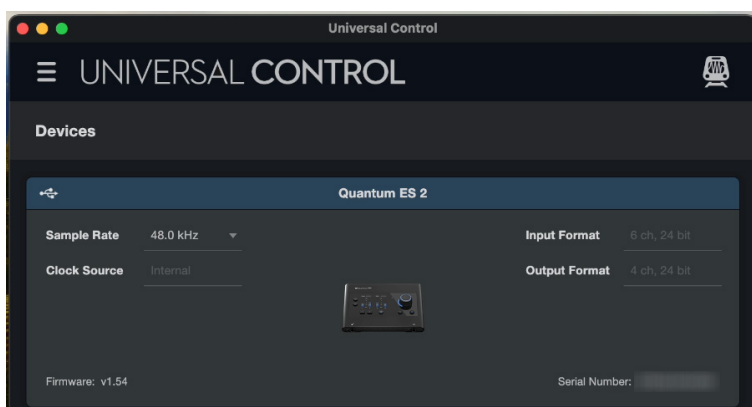 Universal Control
UNIVERSAL CONTROL
Devices
Quantum ES 2
Sample Rate 48.0 kHz Input Format 6 ch, 24 bit
Clock Source Internal Output Format 4 ch, 24 bit
Firmware: v1.54 Serial Number: